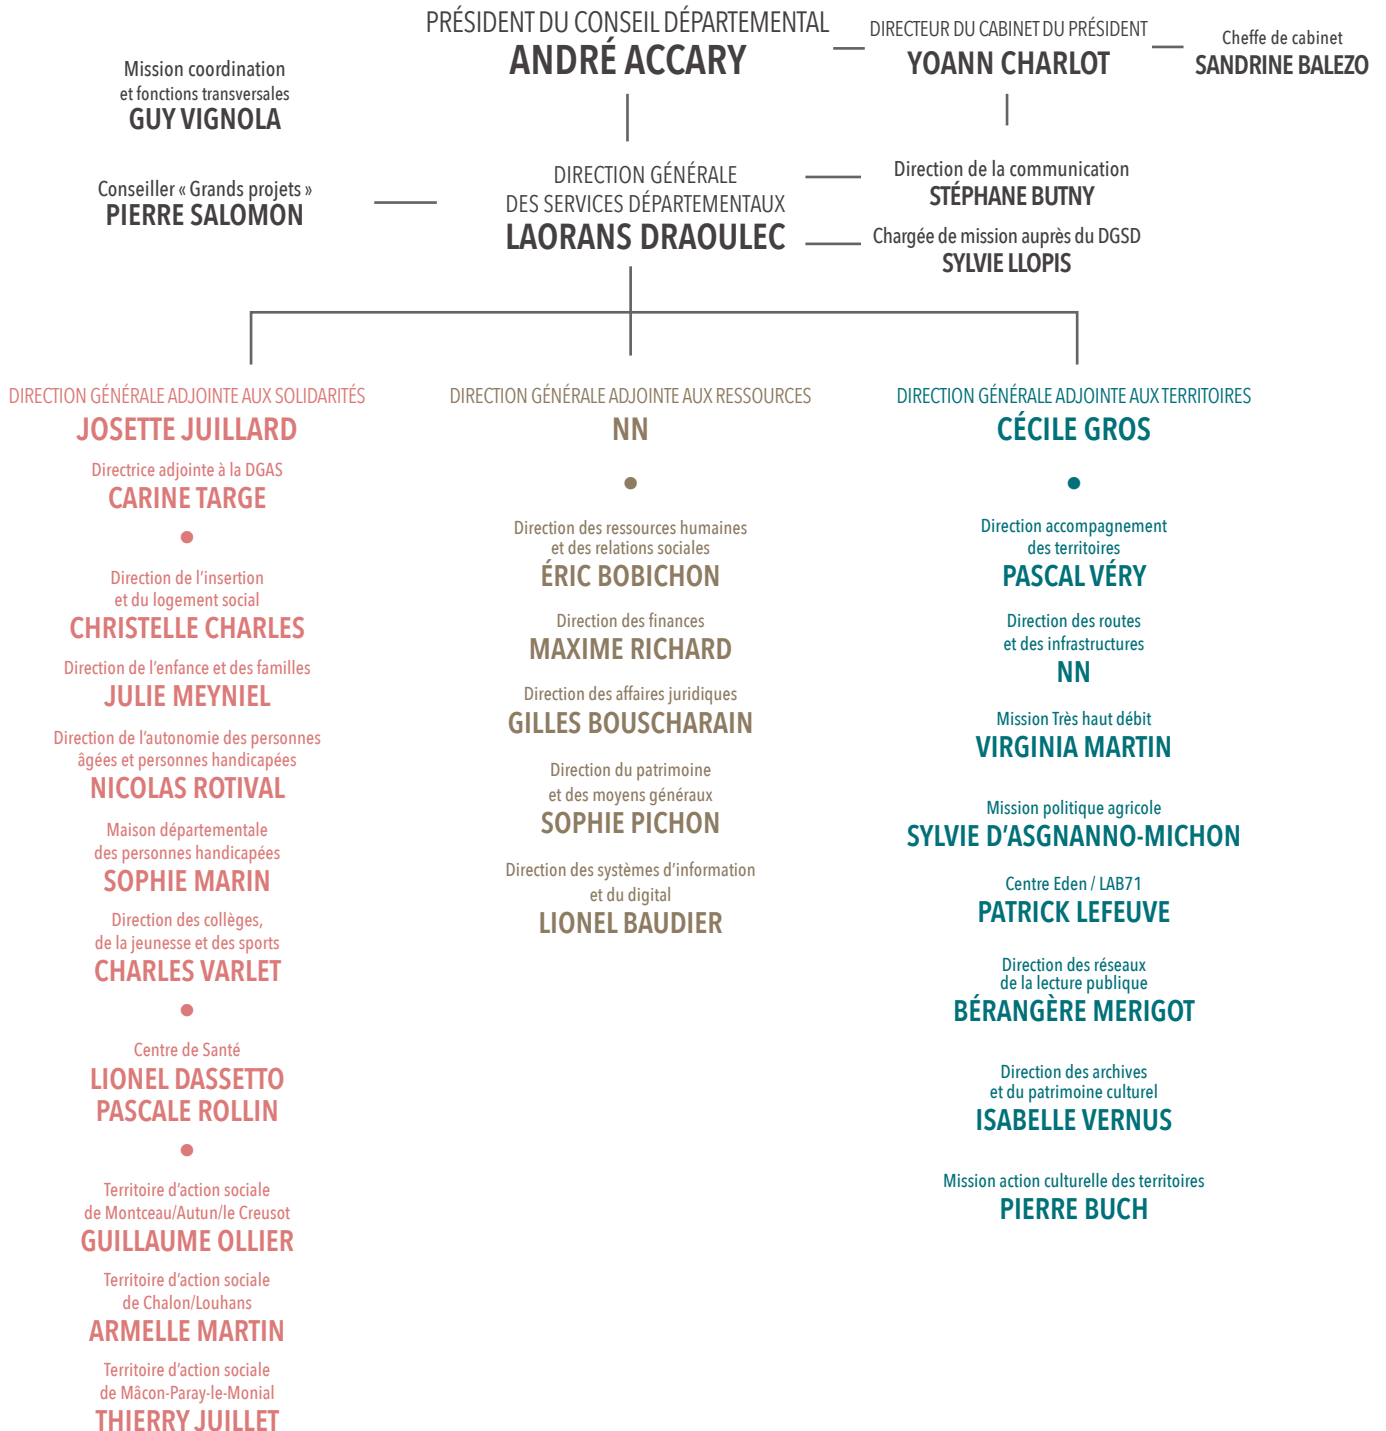 PRÉSIDENT DU CONSEIL DÉPARTEMENTAL
ANDRÉ ACCARY
DIRECTEUR DU CABINET DU PRÉSIDENT
YOANN CHARLOT
Cheffe de cabinet
SANDRINE BALEZO
Mission coordination
et fonctions transversales
GUY VIGNOLA
Conseiller « Grands projets »
PIERRE SALOMON
DIRECTION GÉNÉRALE
DES SERVICES DÉPARTEMENTAUX
LAORANS DRAOULEC
Direction de la communication
STÉPHANE BUTNY
Chargée de mission auprès du DGSD
SYLVIE LLOPIS
DIRECTION GÉNÉRALE ADJOINTE AUX SOLIDARITÉS
JOSETTE JUILLARD
Directrice adjointe à la DGAS
CARINE TARGE
Direction de l'insertion
et du logement social
CHRISTELLE CHARLES
Direction de l'enfance et des familles
JULIE MEYNIEL
Direction de l'autonomie des personnes
âgées et personnes handicapées
NICOLAS ROTIVAL
Maison départementale
des personnes handicapées
SOPHIE MARIN
Direction des collèges,
de la jeunesse et des sports
CHARLES VARLET
Centre de Santé
LIONEL DASSETTO
PASCALE ROLLIN
Territoire d'action sociale
de Montceau/Autun/le Creusot
GUILLAUME OLLIER
Territoire d'action sociale
de Chalon/Louhans
ARMELLE MARTIN
Territoire d'action sociale
de Mâcon-Paray-le-Monial
THIERRY JUILLET
DIRECTION GÉNÉRALE ADJOINTE AUX RESSOURCES
NN
Direction des ressources humaines
et des relations sociales
ÉRIC BOBICHON
Direction des finances
MAXIME RICHARD
Direction des affaires juridiques
GILLES BOUSCHARAIN
Direction du patrimoine
et des moyens généraux
SOPHIE PICHON
Direction des systèmes d'information
et du digital
LIONEL BAUDIER
DIRECTION GÉNÉRALE ADJOINTE AUX TERRITOIRES
CÉCILE GROS
Direction accompagnement
des territoires
PASCAL VÉRY
Direction des routes
et des infrastructures
NN
Mission Très haut débit
VIRGINIA MARTIN
Mission politique agricole
SYLVIE D'ASGNANNO-MICHON
Centre Eden / LAB71
PATRICK LEFEUVE
Direction des réseaux
de la lecture publique
BÉRANGÈRE MERIGOT
Direction des archives
et du patrimoine culturel
ISABELLE VERNUS
Mission action culturelle des territoires
PIERRE BUCH